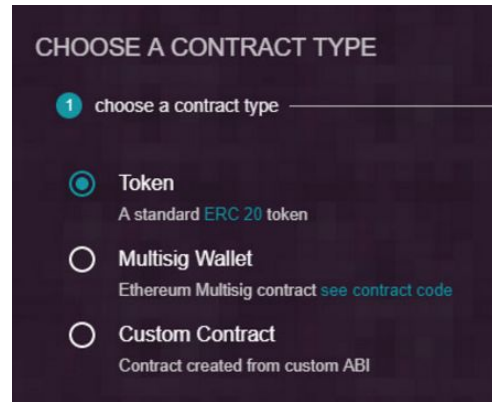 CHOOSE A CONTRACT TYPE
1 choose a contract type
Token
A standard ERC 20 token
Multisig Wallet
Ethereum Multisig contract see contract code
Custom Contract
Contract created from custom ABI